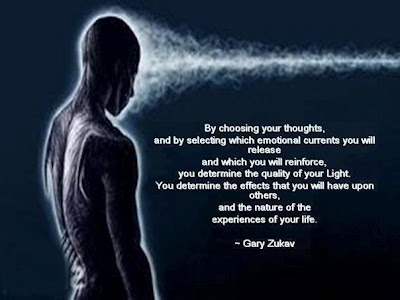 By choosing your thoughts,
and by selecting which emotional currents you will
release
and which you will reinforce,
you determine the quality of your Light.
You determine the effects that you will have upon
others,
and the nature of the
experiences of your life.
~ Gary Zukav